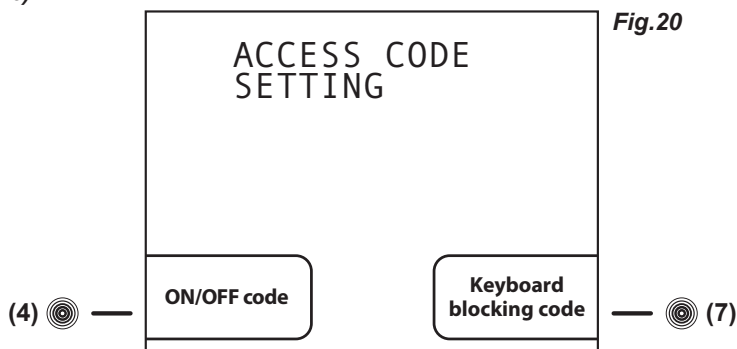 Fig.20
ACCESS CODE
SETTING
(4)
ON/OFF code
Keyboard
blocking code
(7)